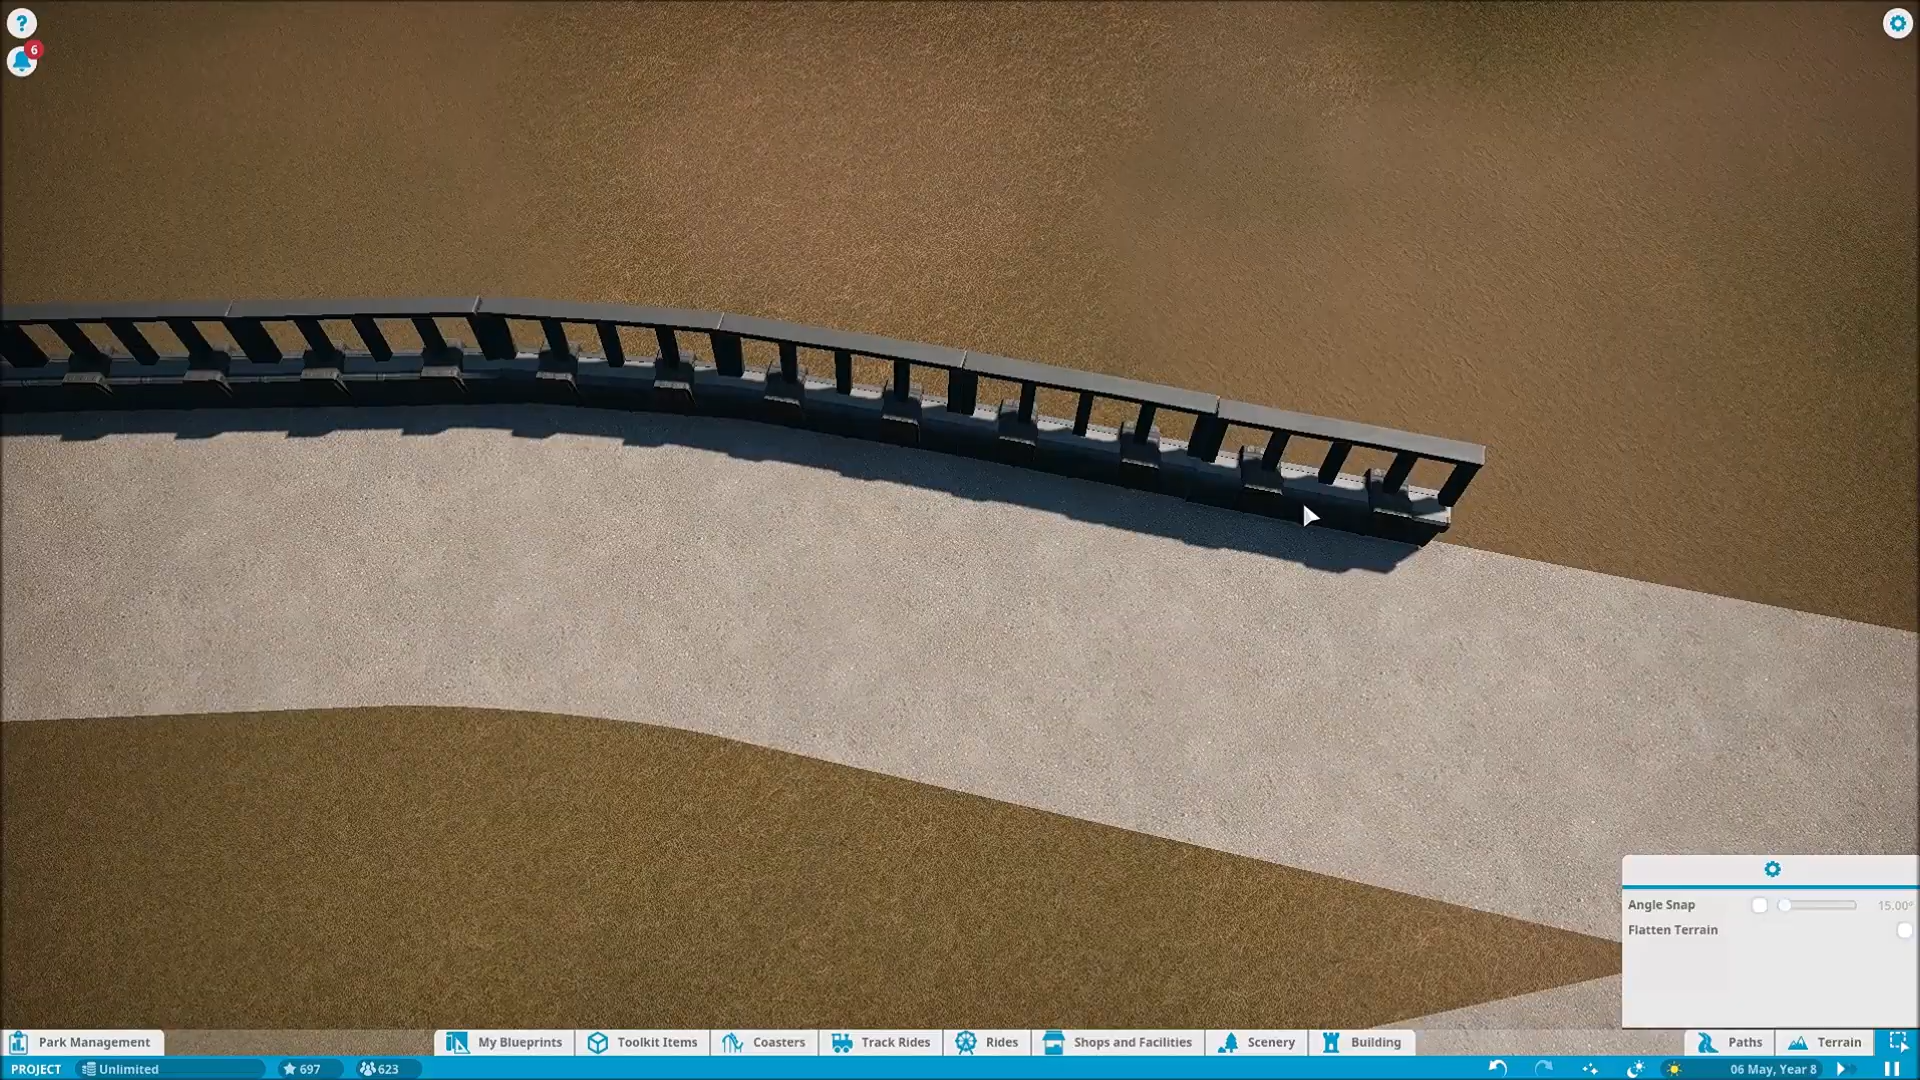 ?
6
Angle Snap 15.00°
Flatten Terrain
Park Management My Blueprints Toolkit Items Coasters Track Rides Rides Shops and Facilities Scenery Building Paths Terrain
PROJECT Unlimited 697 623 06 May, Year 8